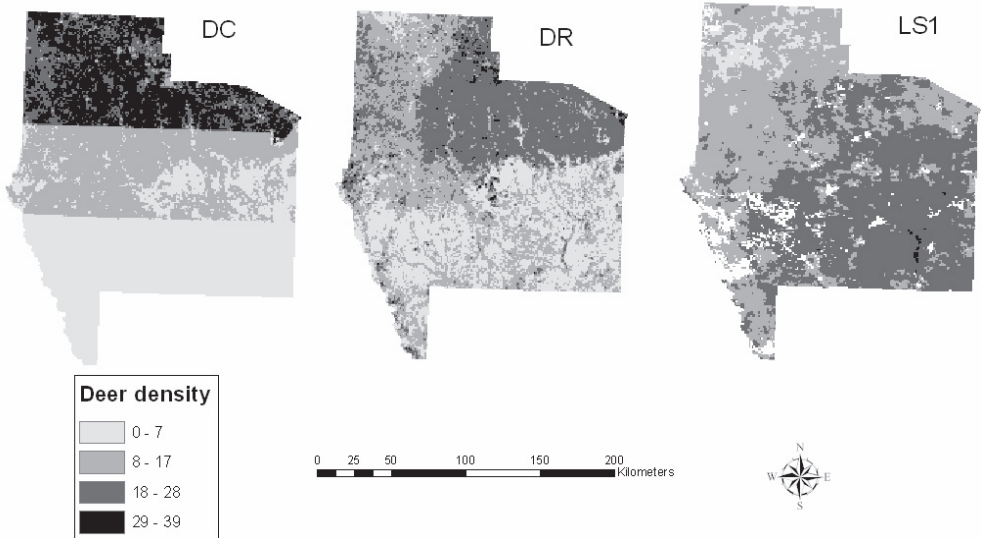 DC
DR
LS1
Deer density
0 - 7
8 - 17
18 - 28
29 - 39
0 25 50 100 150 200
Kilometers
N
W E
S